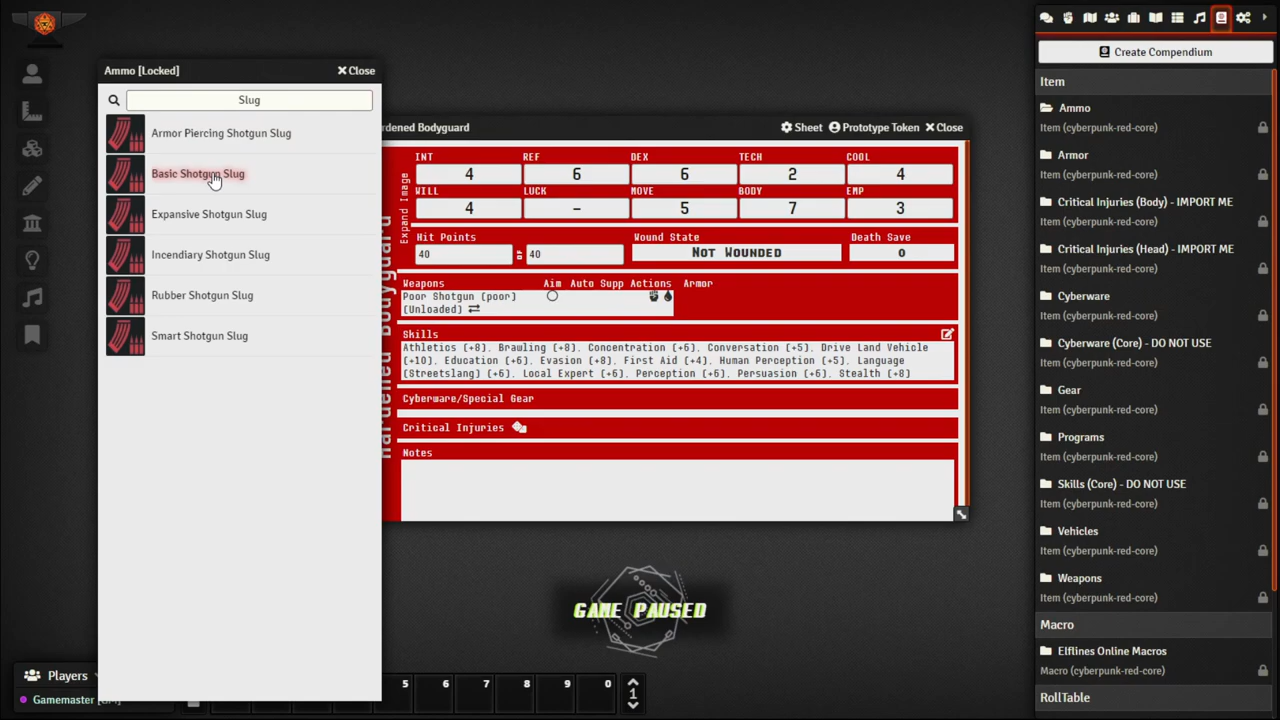 Ammo [Locked]
Close
Slug
Armor Piercing Shotgun Slug
Basic Shotgun Slug
Expansive Shotgun Slug
Incendiary Shotgun Slug
Rubber Shotgun Slug
Smart Shotgun Slug
rdened Bodyguard
Sheet
Prototype Token
Close
Expand Image
Hardened Bodyguard
INT REF DEX TECH COOL
4 6 6 2 4
WILL LUCK MOVE BODY EMP
4 – 5 7 3
Hit Points Wound State Death Save
40 OF 40 Not Wounded 0
Weapons Aim Auto Supp Actions Armor
Poor Shotgun (poor)
(Unloaded)
Skills
Athletics (+8), Brawling (+8), Concentration (+6), Conversation (+5), Drive Land Vehicle
(+10), Education (+6), Evasion (+8), First Aid (+4), Human Perception (+5), Language
(Streetslang) (+6), Local Expert (+6), Perception (+6), Persuasion (+6), Stealth (+8)
Cyberware/Special Gear
Critical Injuries
Notes
GAME PAUSED
Players
Gamemaster [GM]
5 6 7 8 9 0
1
Create Compendium
Item
Ammo
Item (cyberpunk-red-core)
Armor
Item (cyberpunk-red-core)
Critical Injuries (Body) - IMPORT ME
Item (cyberpunk-red-core)
Critical Injuries (Head) - IMPORT ME
Item (cyberpunk-red-core)
Cyberware
Item (cyberpunk-red-core)
Cyberware (Core) - DO NOT USE
Item (cyberpunk-red-core)
Gear
Item (cyberpunk-red-core)
Programs
Item (cyberpunk-red-core)
Skills (Core) - DO NOT USE
Item (cyberpunk-red-core)
Vehicles
Item (cyberpunk-red-core)
Weapons
Item (cyberpunk-red-core)
Macro
Elflines Online Macros
Macro (cyberpunk-red-core)
RollTable